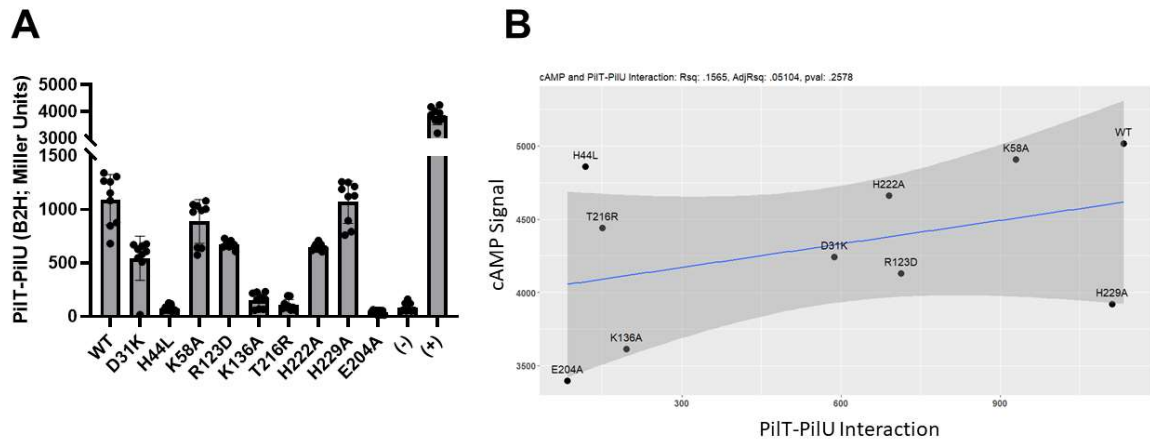 A
PilT-PilU (B2H; Miller Units)
5000
4000
3000
1500
1000
500
0
WT
D31K
H44L
K58A
R123D
K136A
T216R
H222A
H229A
E204A
(-)
(+)
B
cAMP and PilT-PilU Interaction: Rsq: .1565, AdjRsq: .05104, pval: .2578
cAMP Signal
5000
4500
4000
3500
WT
H44L
K58A
H222A
T216R
D31K
R123D
H229A
K136A
E204A
300
600
900
PilT-PilU Interaction